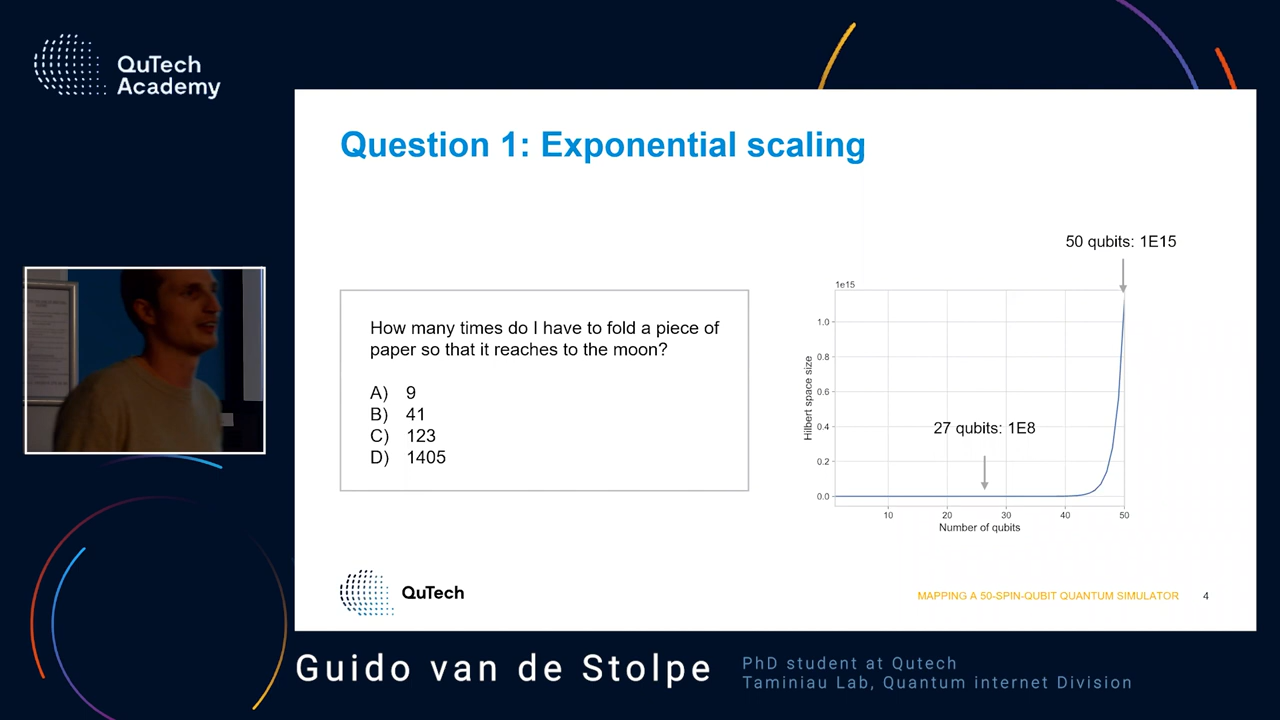 QuTech
Academy
Question 1: Exponential scaling
How many times do I have to fold a piece of
paper so that it reaches to the moon?
A) 9
B) 41
C) 123
D) 1405
50 qubits: 1E15
1e15
1.0
0.8
0.6
0.4
0.2
0.0
Hilbert space size
27 qubits: 1E8
10 20 30 40 50
Number of qubits
QuTech
MAPPING A 50-SPIN-QUBIT QUANTUM SIMULATOR 4
Guido van de Stolpe
PhD student at Qutech
Taminiau Lab, Quantum internet Division